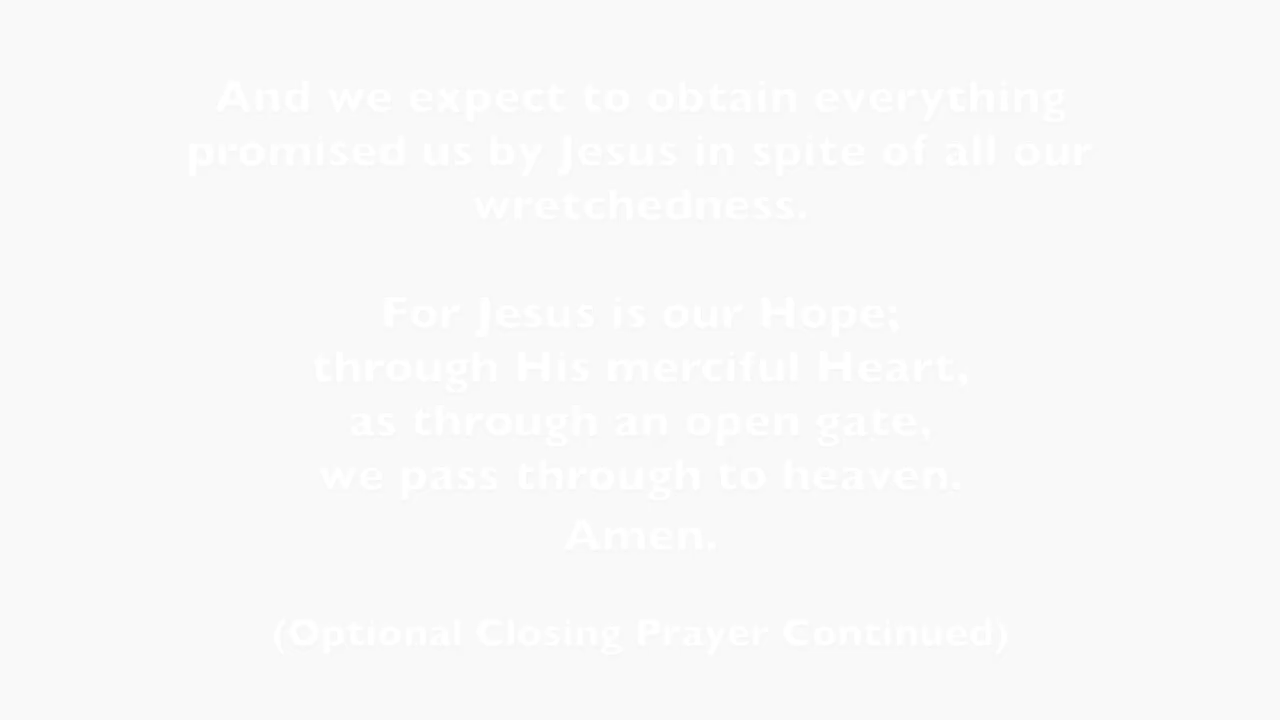 And we expect to obtain everything
promised us by Jesus in spite of all our
wretchedness.
For Jesus is our Hope;
through His merciful Heart,
as through an open gate,
we pass through to heaven.
Amen.
(Optional Closing Prayer Continued)